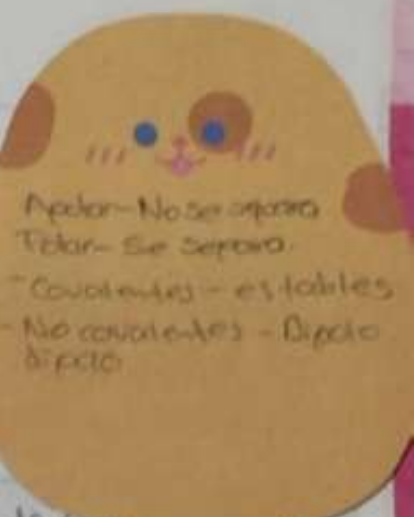 Apolar-No se separa
Polar- Se separa.
- Covalentes - estables
- No covalentes - Dipolo
dipolo